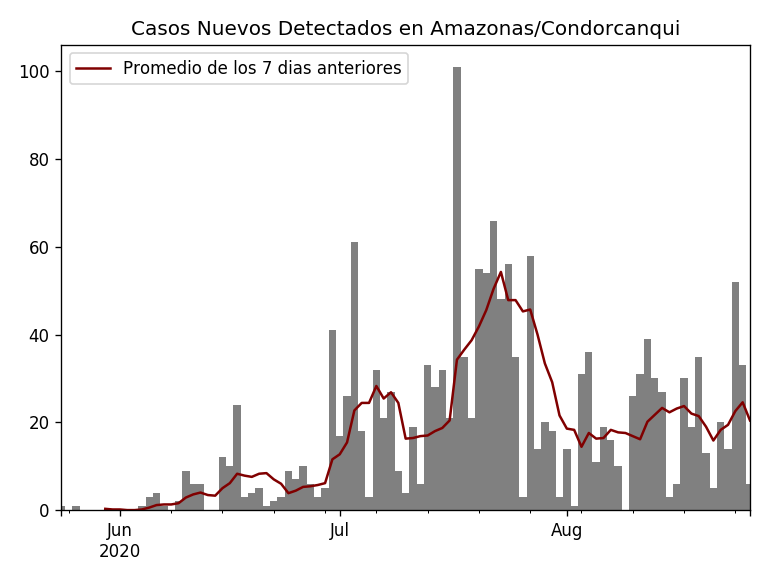 Casos Nuevos Detectados en Amazonas/Condorcanqui
Promedio de los 7 dias anteriores
100
80
60
40
20
0
Jun
2020
Jul
Aug